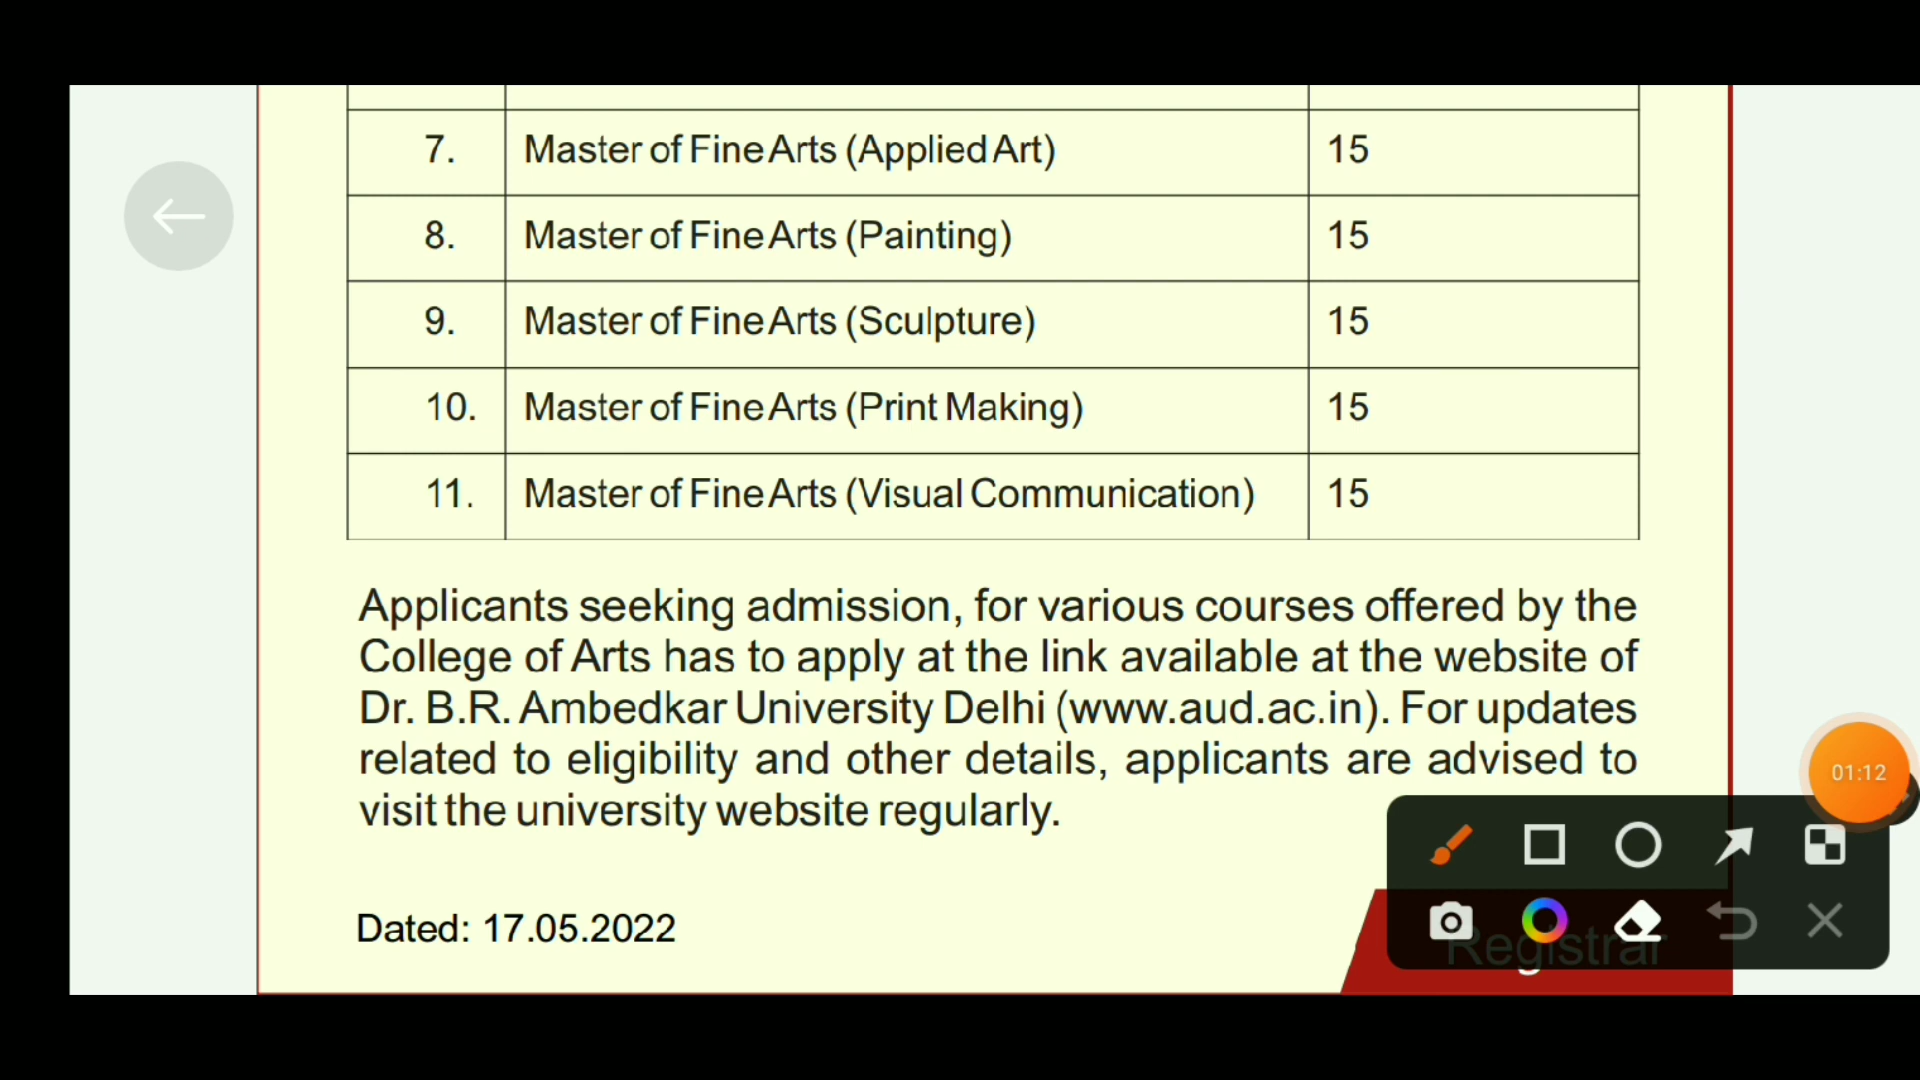 7. Master of Fine Arts (Applied Art) 15
8. Master of Fine Arts (Painting) 15
9. Master of Fine Arts (Sculpture) 15
10. Master of Fine Arts (Print Making) 15
11. Master of Fine Arts (Visual Communication) 15
Applicants seeking admission, for various courses offered by the
College of Arts has to apply at the link available at the website of
Dr. B.R. Ambedkar University Delhi (www.aud.ac.in). For updates
related to eligibility and other details, applicants are advised to
visit the university website regularly.
01:12
Dated: 17.05.2022
Registrar